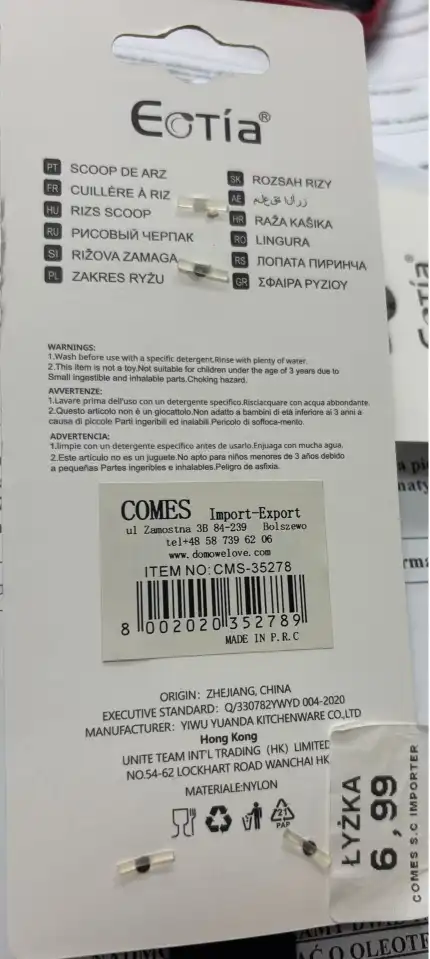 EOTía®
PT SCOOP DE ARZ
FR CUILLÈRE À RIZ
HU RIZS SCOOP
RU РИСОВЫЙ ЧЕРПАК
SI RIŽOVA ZAMAGA
PL ZAKRES RYŻU
SK ROZSAH RIZY
AE
HR RAŽA KAŠIKA
RO LINGURA
RS ЛОПАТА ПИРИНЧА
GR ΣΦΑΙΡΑ ΡΥΖΙΟΥ
WARNINGS:
1.Wash before use with a specific detergent.Rinse with plenty of water.
2.This item is not a toy.Not suitable for children under the age of 3 years due to
Small ingestible and inhalable parts.Choking hazard.
AVVERTENZE:
1.Lavare prima dell'uso con un detergente specifico.Risciacquare con acqua abbondante.
2.Questo articolo non è un giocattolo.Non adatto a bambini di età inferiore ai 3 anni a
causa di piccole Parti ingeribili ed inalabili.Pericolo di soffoca-mento.
ADVERTENCIA:
1.limpie con un detergente específico antes de usarlo.Enjuaga con mucha agua.
2.Este artículo no es un juguete.No apto para niños menores de 3 años debido
a pequeñas Partes ingeribles e inhalables.Peligro de asfixia.
COMES Import-Export
ul Zamostna 3B 84-239 Bolszewo
tel+48 58 739 62 06
www.domowelove.com
ITEM NO:CMS-35278
8 002020 352789
MADE IN P.R.C
ORIGIN: ZHEJIANG, CHINA
EXECUTIVE STANDARD: Q/330782YWYD 004-2020
MANUFACTURER: YIWU YUANDA KITCHENWARE CO.,LTD
Hong Kong
UNITE TEAM INT'L TRADING (HK) LIMITED
NO.54-62 LOCKHART ROAD WANCHAI HK
MATERIALE:NYLON
21
PAP
ŁYŻKA
6,99
COMES S.C IMPORTER